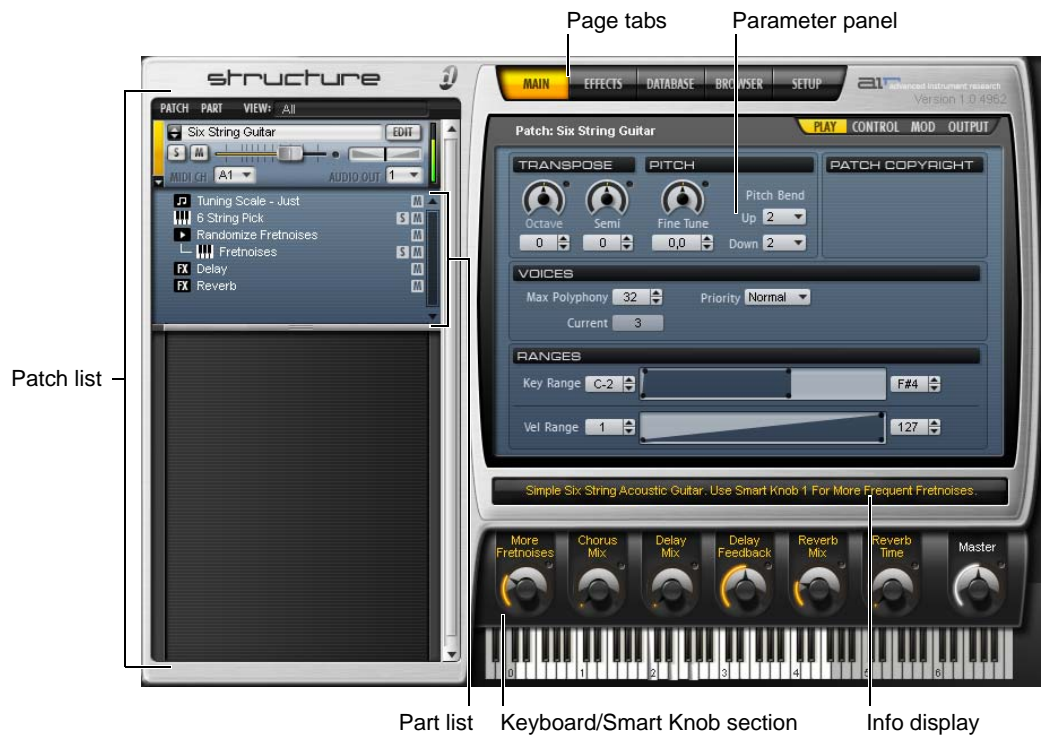 Page tabs
Parameter panel
structure
MAIN
EFFECTS
DATABASE
BROWSER
SETUP
air
advanced instrument research
Version 1.0 4962
PATCH PART VIEW: All
Six String Guitar
EDIT
S M
MIDI CH A1
AUDIO OUT 1
Tuning Scale - Just M
6 String Pick S M
Randomize Fretnoises M
Fretnoises S M
FX Delay M
FX Reverb M
Patch: Six String Guitar
PLAY CONTROL MOD OUTPUT
TRANSPOSE
PITCH
PATCH COPYRIGHT
Octave
Semi
Fine Tune
0
0
0,0
Pitch Bend
Up 2
Down 2
VOICES
Max Polyphony 32
Priority Normal
Current 3
RANGES
Key Range C-2
F#4
Vel Range 1
127
Simple Six String Acoustic Guitar. Use Smart Knob 1 For More Frequent Fretnoises.
More Fretnoises
Chorus Mix
Delay Mix
Delay Feedback
Reverb Mix
Reverb Time
Master
0 1 2 3 4 5 6
Patch list
Part list
Keyboard/Smart Knob section
Info display